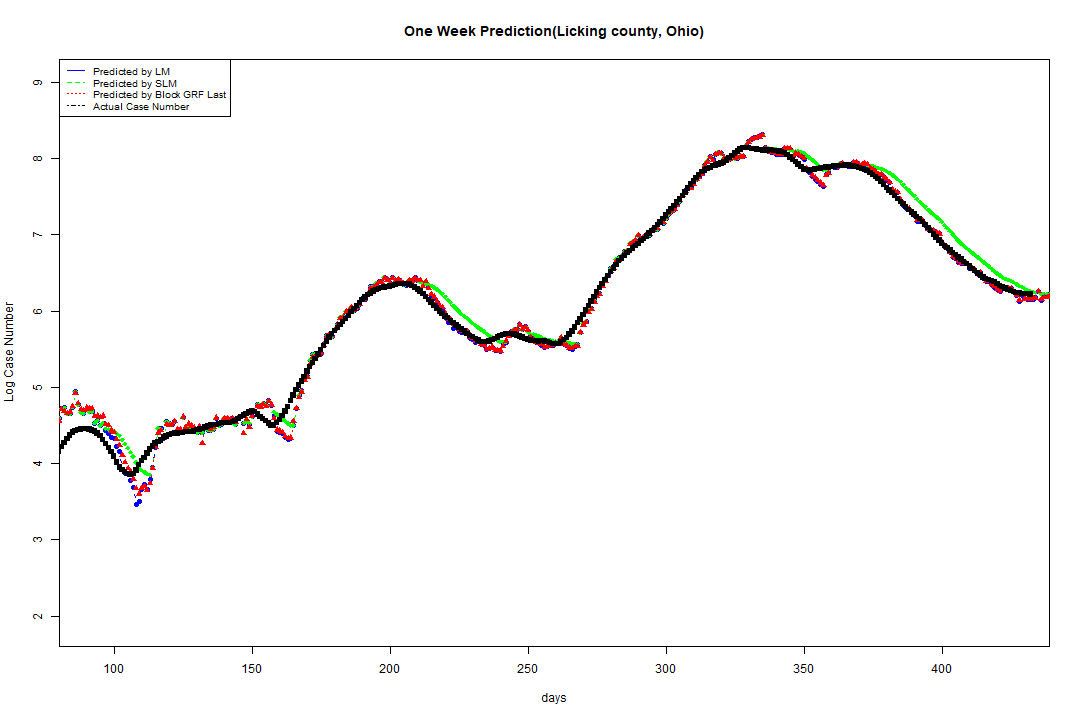 One Week Prediction(Licking county, Ohio)
Predicted by LM
Predicted by SLM
Predicted by Block GRF Last
Actual Case Number
9
8
7
6
5
4
3
2
Log Case Number
100 150 200 250 300 350 400
days